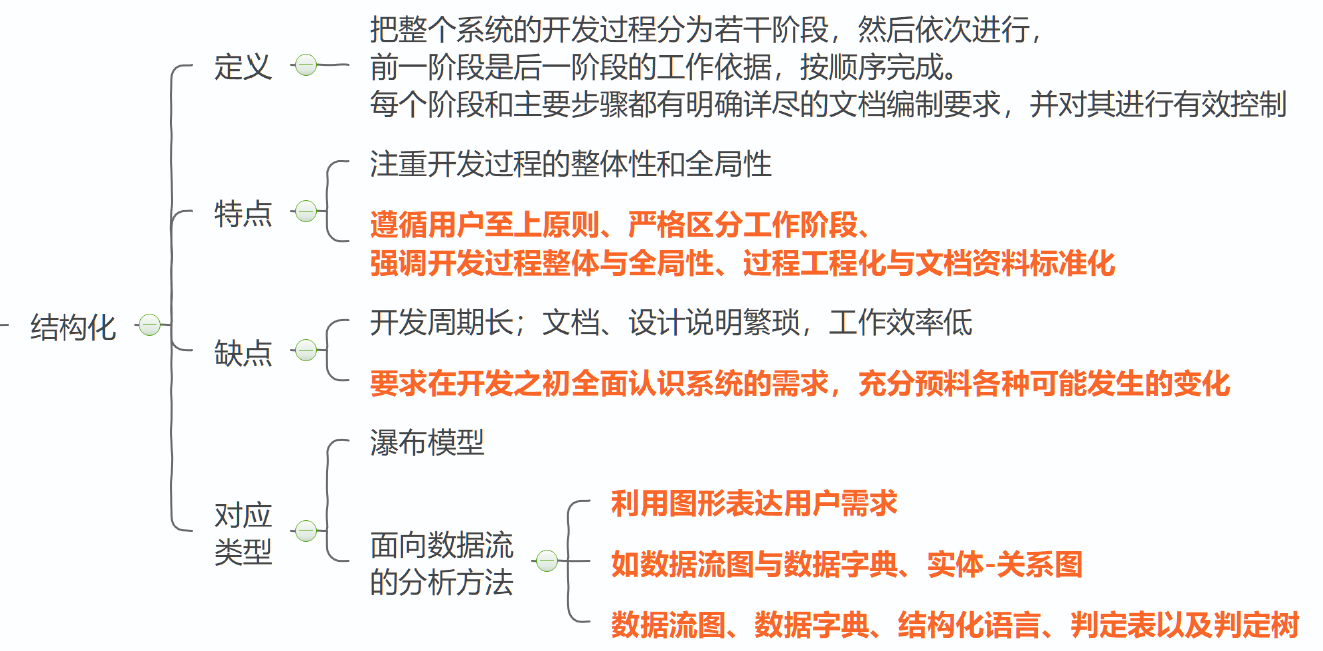 结构化
定义
把整个系统的开发过程分为若干阶段，然后依次进行，
前一阶段是后一阶段的工作依据，按顺序完成。
每个阶段和主要步骤都有明确详尽的文档编制要求，并对其进行有效控制
特点
注重开发过程的整体性和全局性
遵循用户至上原则、严格区分工作阶段、
强调开发过程整体与全局性、过程工程化与文档资料标准化
缺点
开发周期长；文档、设计说明繁琐，工作效率低
要求在开发之初全面认识系统的需求，充分预料各种可能发生的变化
对应
类型
瀑布模型
面向数据流
的分析方法
利用图形表达用户需求
如数据流图与数据字典、实体-关系图
数据流图、数据字典、结构化语言、判定表以及判定树